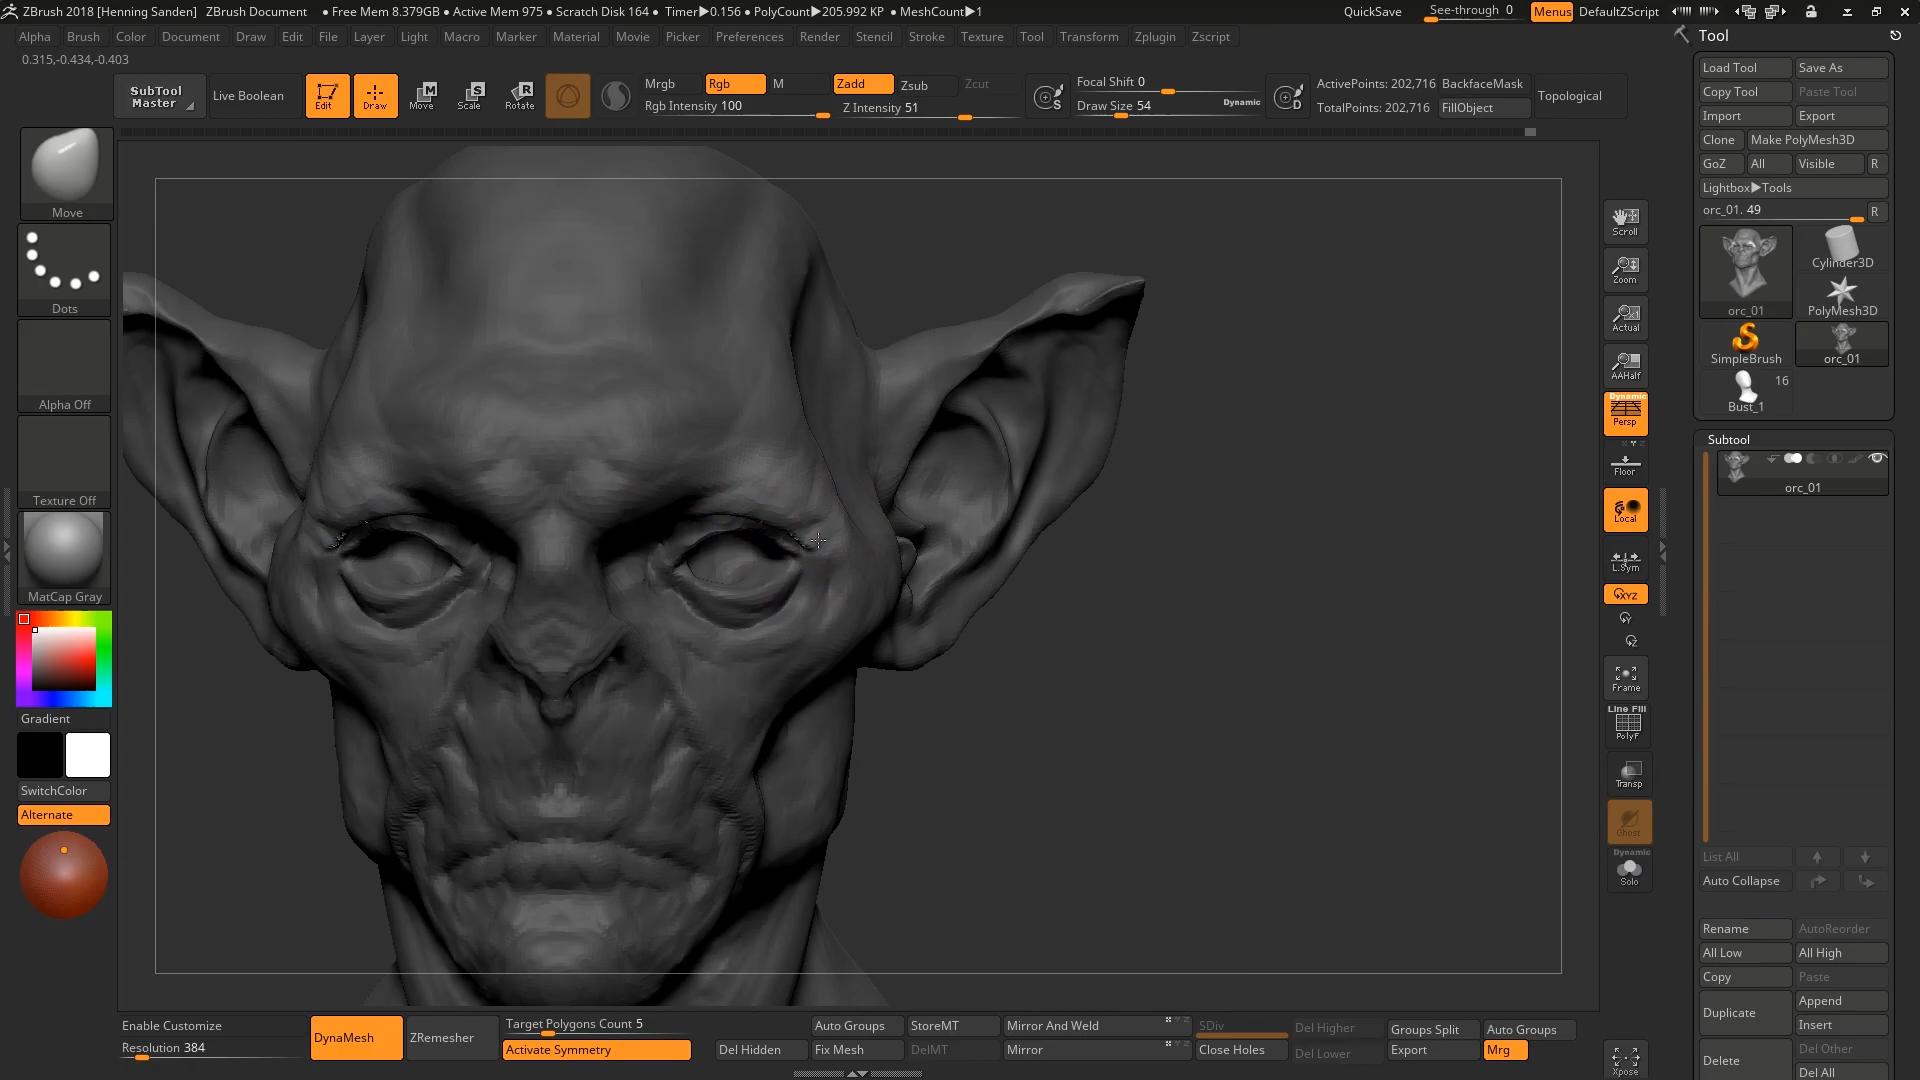 ZBrush 2018 [Henning Sanden] ZBrush Document • Free Mem 8.379GB • Active Mem 975 • Scratch Disk 164 • Timer▶0.156 • PolyCount▶205.992 KP • MeshCount▶1 QuickSave See-through 0 Menus DefaultZScript
Alpha Brush Color Document Draw Edit File Layer Light Macro Marker Material Movie Picker Preferences Render Stencil Stroke Texture Tool Transform Zplugin Zscript
Tool
0.315,-0.434,-0.403
Load Tool Save As
Copy Tool Paste Tool
Import Export
Clone Make PolyMesh3D
GoZ All Visible R
Lightbox▶Tools
orc_01. 49 R
SubTool Master
Live Boolean
Edit Draw Move Scale Rotate
Mrgb Rgb M Zadd Zsub Zcut
Rgb Intensity 100 Z Intensity 51
S
Focal Shift 0
Draw Size 54 Dynamic
D
ActivePoints: 202,716 BackfaceMask
TotalPoints: 202,716 FillObject
Topological
Move
Dots
Alpha Off
Texture Off
MatCap Gray
Gradient
SwitchColor
Alternate
Scroll
Zoom
Actual
AAHalf
Dynamic
Persp
Floor
Local
L.Sym
XYZ
Y
Z
Frame
Line Fill
PolyF
Transp
Ghost
Dynamic
Solo
Xpose
orc_01
Cylinder3D
PolyMesh3D
SimpleBrush
orc_01
16
Bust_1
Subtool
orc_01
List All
Auto Collapse
Rename AutoReorder
All Low All High
Copy Paste
Duplicate Append
Insert
Delete Del Other
Del All
Enable Customize
Resolution 384
DynaMesh
ZRemesher
Target Polygons Count 5
Activate Symmetry
Auto Groups StoreMT Mirror And Weld SDiv Del Higher Groups Split Auto Groups
Del Hidden Fix Mesh DelMT Mirror Close Holes Del Lower Export Mrg